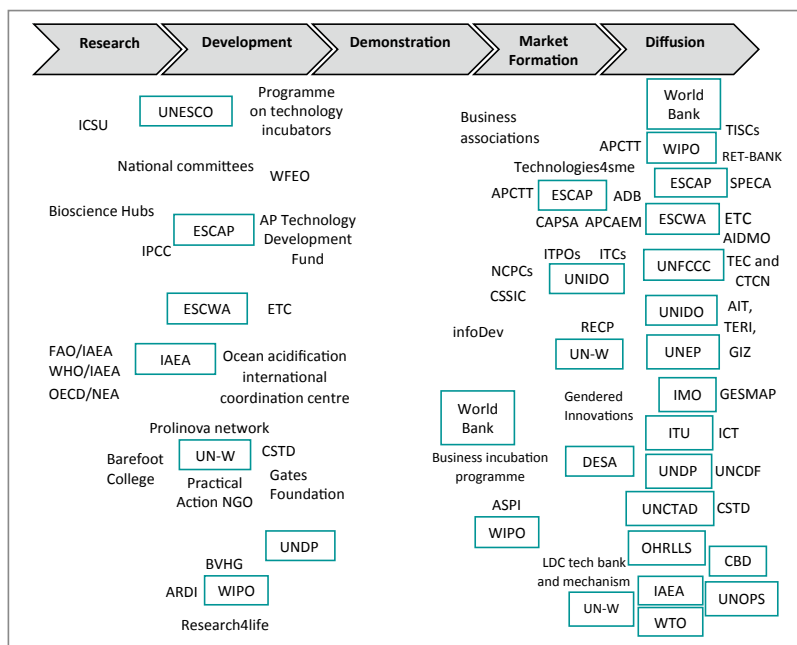 Research
Development
Demonstration
Market
Formation
Diffusion
ICSU
UNESCO
Programme
on technology
incubators
National committees
WFEO
Bioscience Hubs
IPCC
ESCAP
AP Technology
Development
Fund
ESCWA
ETC
FAO/IAEA
WHO/IAEA
OECD/NEA
IAEA
Ocean acidification
international
coordination centre
Prolinova network
Barefoot
College
UN-W
CSTD
Practical
Action NGO
Gates
Foundation
UNDP
BVHG
ARDI
WIPO
Research4life
Business
associations
Technologies4sme
APCTT
ESCAP
ADB
CAPSA
APCAEM
ITPOs
ITCs
NCPCs
CSSIC
UNIDO
infoDev
RECP
UN-W
World
Bank
Gendered
Innovations
Business incubation
programme
DESA
ASPI
WIPO
LDC tech bank
and mechanism
UN-W
World
Bank
TISCs
APCTT
WIPO
RET-BANK
ESCAP
SPECA
ESCWA
ETC
AIDMO
UNFCCC
TEC and
CTCN
UNIDO
AIT,
TERI,
UNEP
GIZ
IMO
GESMAP
ITU
ICT
UNDP
UNCDF
UNCTAD
CSTD
OHRLLS
CBD
IAEA
UNOPS
WTO